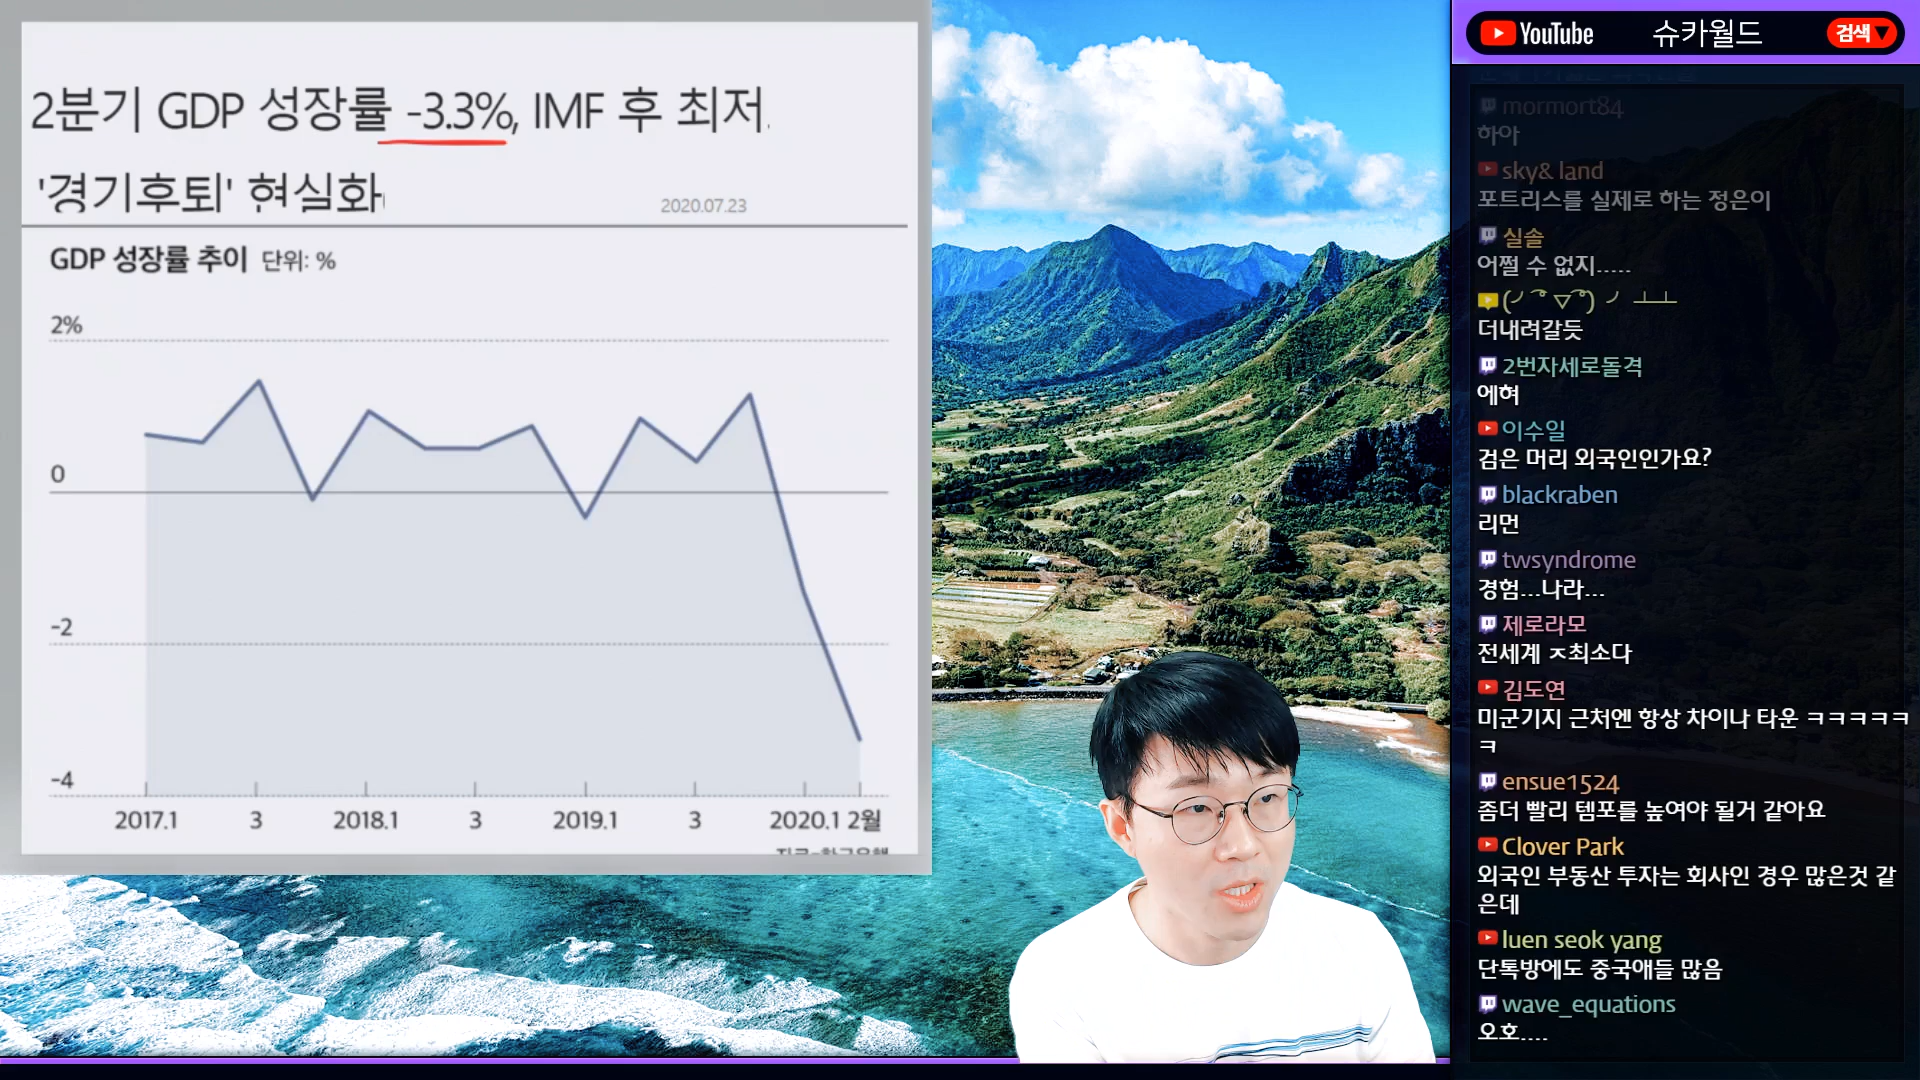 2분기 GDP 성장률 -3.3%, IMF 후 최저
'경기후퇴' 현실화
2020.07.23
GDP 성장률 추이 단위: %
2%
0
-2
-4
2017.1 3 2018.1 3 2019.1 3 2020.1 2월
YouTube 슈카월드 검색▼
mormort84
하아
sky& land
포트리스를 실제로 하는 정은이
실솔
어쩔 수 없지.....
더내려갈듯
2번자세로돌격
에혀
이수일
검은 머리 외국인인가요?
blackraben
리먼
twsyndrome
경험...나라...
제로라모
전세계 ㅈ최소다
김도연
미군기지 근처엔 항상 차이나 타운 ㅋㅋㅋㅋㅋ
ㅋ
ensue1524
좀더 빨리 템포를 높여야 될거 같아요
Clover Park
외국인 부동산 투자는 회사인 경우 많은것 같
은데
luen seok yang
단톡방에도 중국애들 많음
wave_equations
오호....